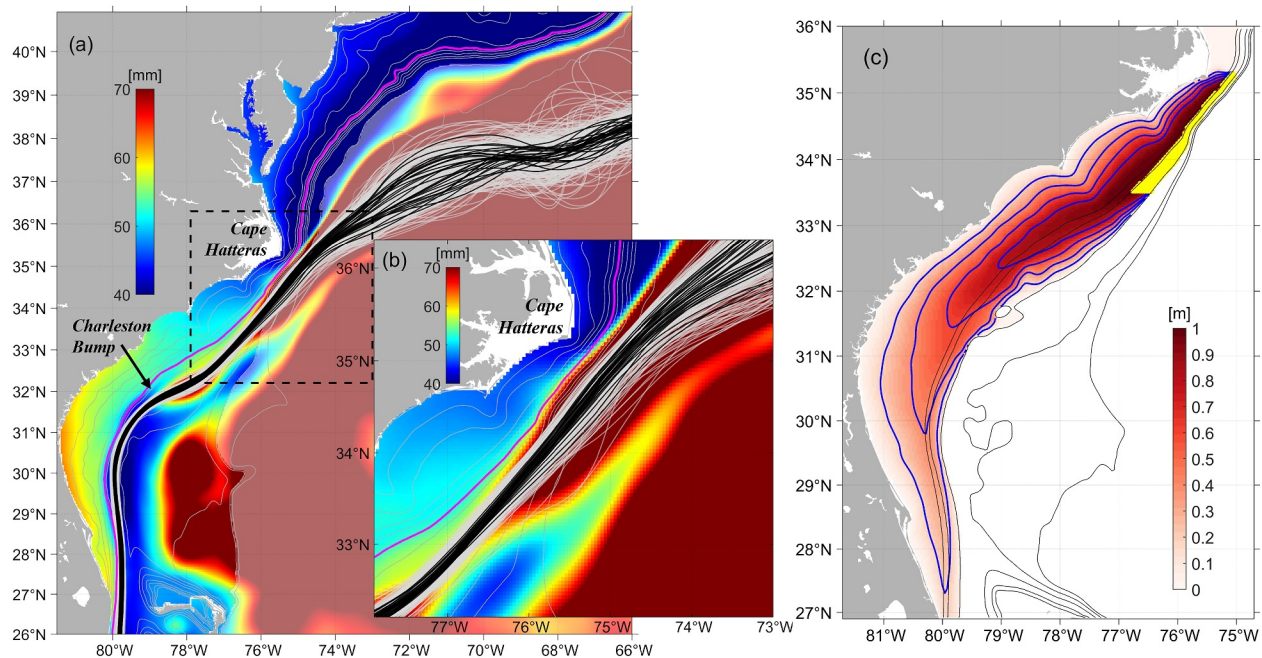 (a)
[mm]
70
60
50
40
40°N
39°N
38°N
37°N
36°N
35°N
34°N
33°N
32°N
31°N
30°N
29°N
28°N
27°N
26°N
80°W
78°W
76°W
74°W
72°W
70°W
68°W
66°W
Cape
Hatteras
Charleston
Bump
(b)
[mm]
70
60
50
40
Cape
Hatteras
36°N
35°N
34°N
33°N
77°W
76°W
75°W
74°W
73°W
(c)
36°N
35°N
34°N
33°N
32°N
31°N
30°N
29°N
28°N
27°N
[m]
1
0.9
0.8
0.7
0.6
0.5
0.4
0.3
0.2
0.1
0
81°W
80°W
79°W
78°W
77°W
76°W
75°W